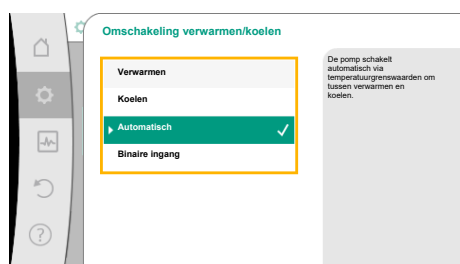 Omschakeling verwarmen/koelen
Verwarmen
Koelen
Automatisch
Binaire ingang
De pomp schakelt
automatisch via
temperatuurgrenswaarden om
tussen verwarmen en
koelen.
?